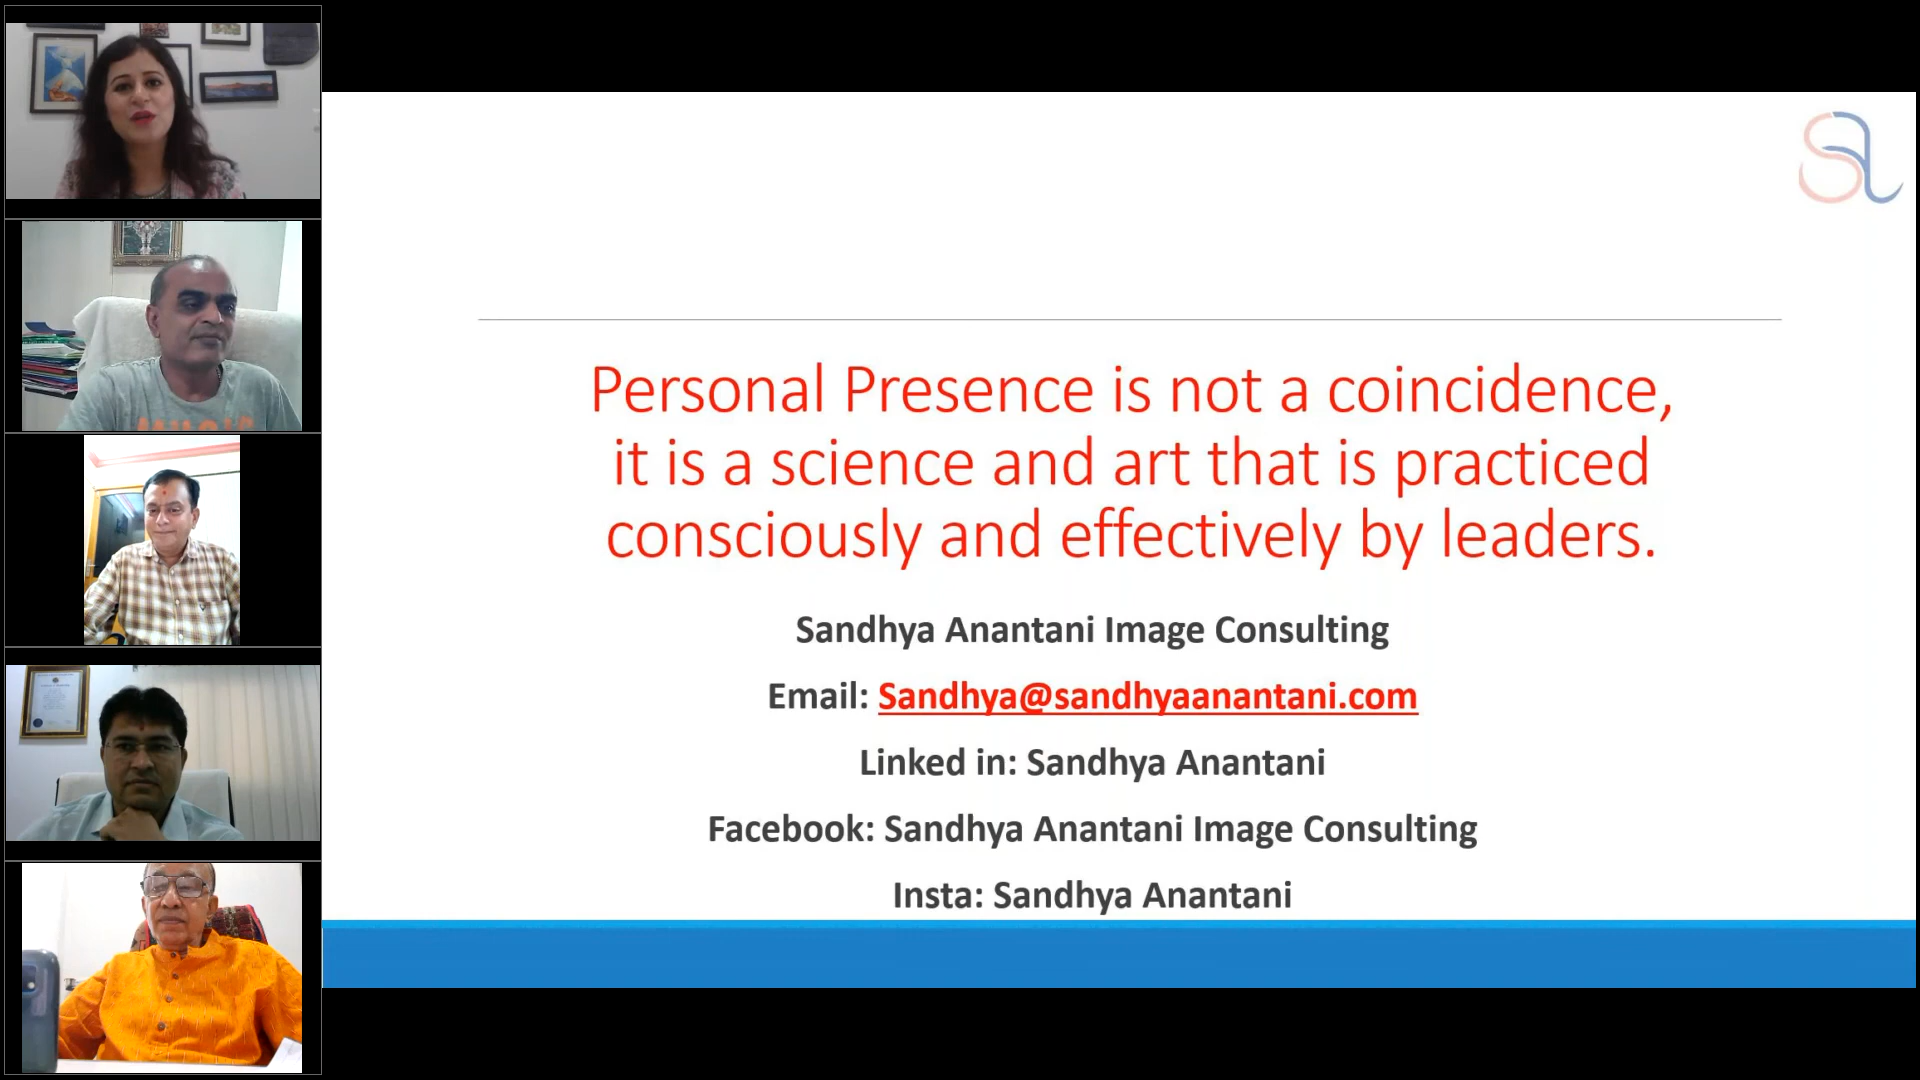 Personal Presence is not a coincidence,
it is a science and art that is practiced
consciously and effectively by leaders.
Sandhya Anantani Image Consulting
Email: Sandhya@sandhyaanantani.com
Linked in: Sandhya Anantani
Facebook: Sandhya Anantani Image Consulting
Insta: Sandhya Anantani